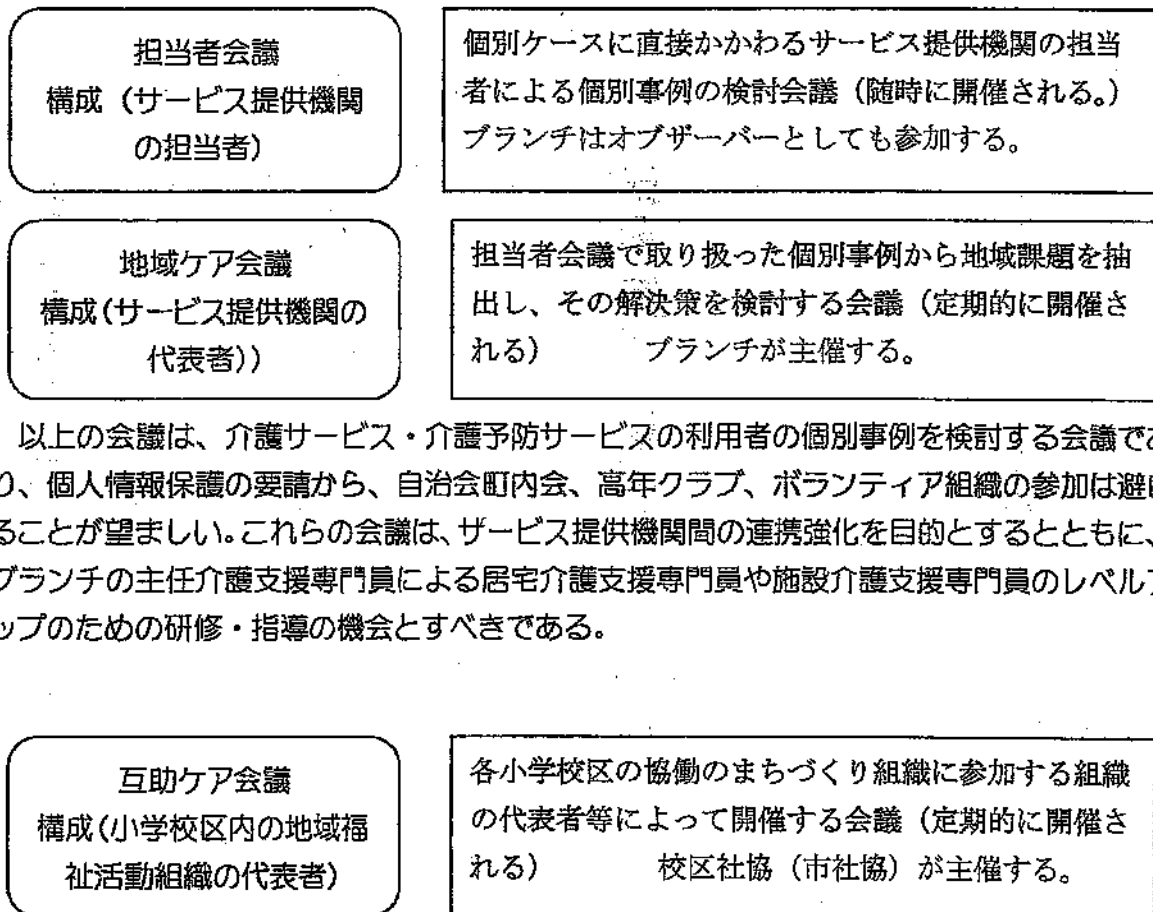 担当者会議
構成（サービス提供機関
の担当者）
個別ケースに直接かかわるサービス提供機関の担当
者による個別事例の検討会議（随時に開催される。）
ブランチはオブザーバーとしても参加する。
地域ケア会議
構成（サービス提供機関の
代表者））
担当者会議で取り扱った個別事例から地域課題を抽
出し、その解決策を検討する会議（定期的に開催さ
れる）　　　ブランチが主催する。
以上の会議は、介護サービス・介護予防サービスの利用者の個別事例を検討する会議であ
り、個人情報保護の要請から、自治会町内会、高年クラブ、ボランティア組織の参加は避け
ることが望ましい。これらの会議は、サービス提供機関間の連携強化を目的とするとともに、
ブランチの主任介護支援専門員による居宅介護支援専門員や施設介護支援専門員のレベルア
ップのための研修・指導の機会とすべきである。
互助ケア会議
構成（小学校区内の地域福
祉活動組織の代表者）
各小学校区の協働のまちづくり組織に参加する組織
の代表者等によって開催する会議（定期的に開催さ
れる）　　　校区社協（市社協）が主催する。